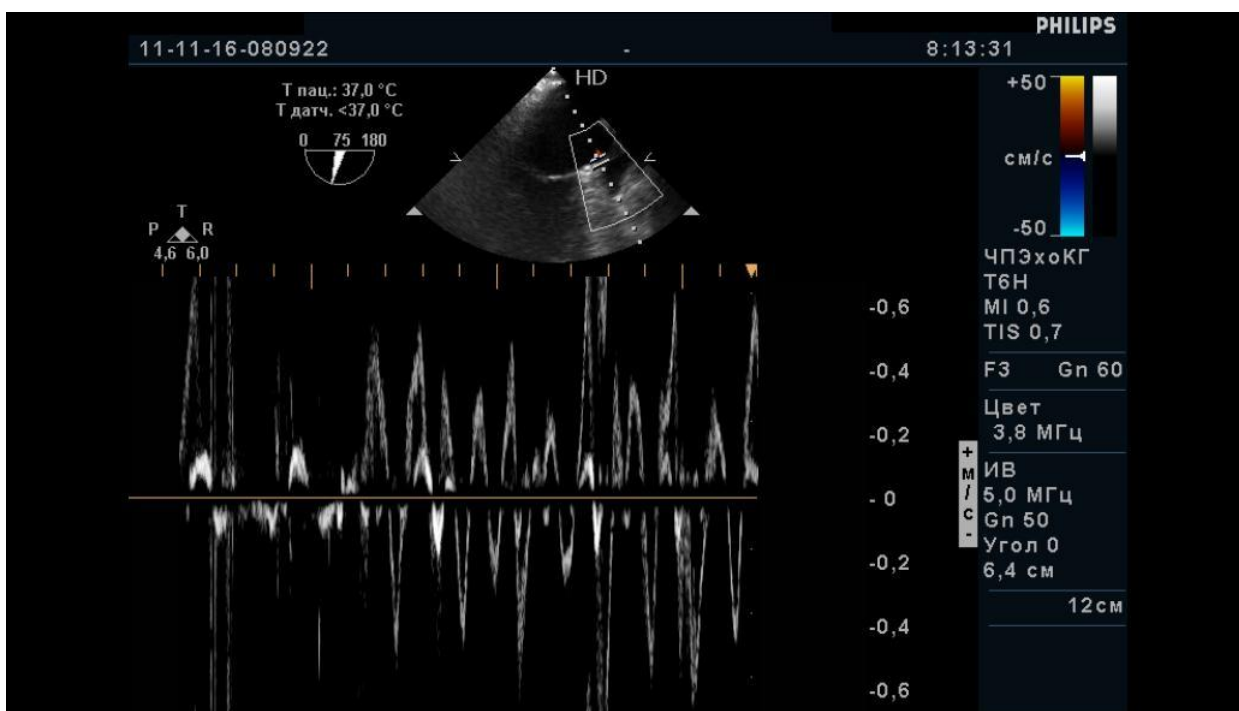 PHILIPS
11-11-16-080922 - 8:13:31
HD
Т пац.: 37,0 °C
Т датч. <37,0 °C
0 75 180
T
P R
4,6 6,0
+50
см/с
-50
ЧПЭхоКГ
T6H
MI 0,6
TIS 0,7
F3 Gn 60
Цвет
3,8 МГц
ИВ
5,0 МГц
Gn 50
Угол 0
6,4 см
12см
-0,6
-0,4
-0,2
- 0
-0,2
-0,4
-0,6
+
м
/
с
-